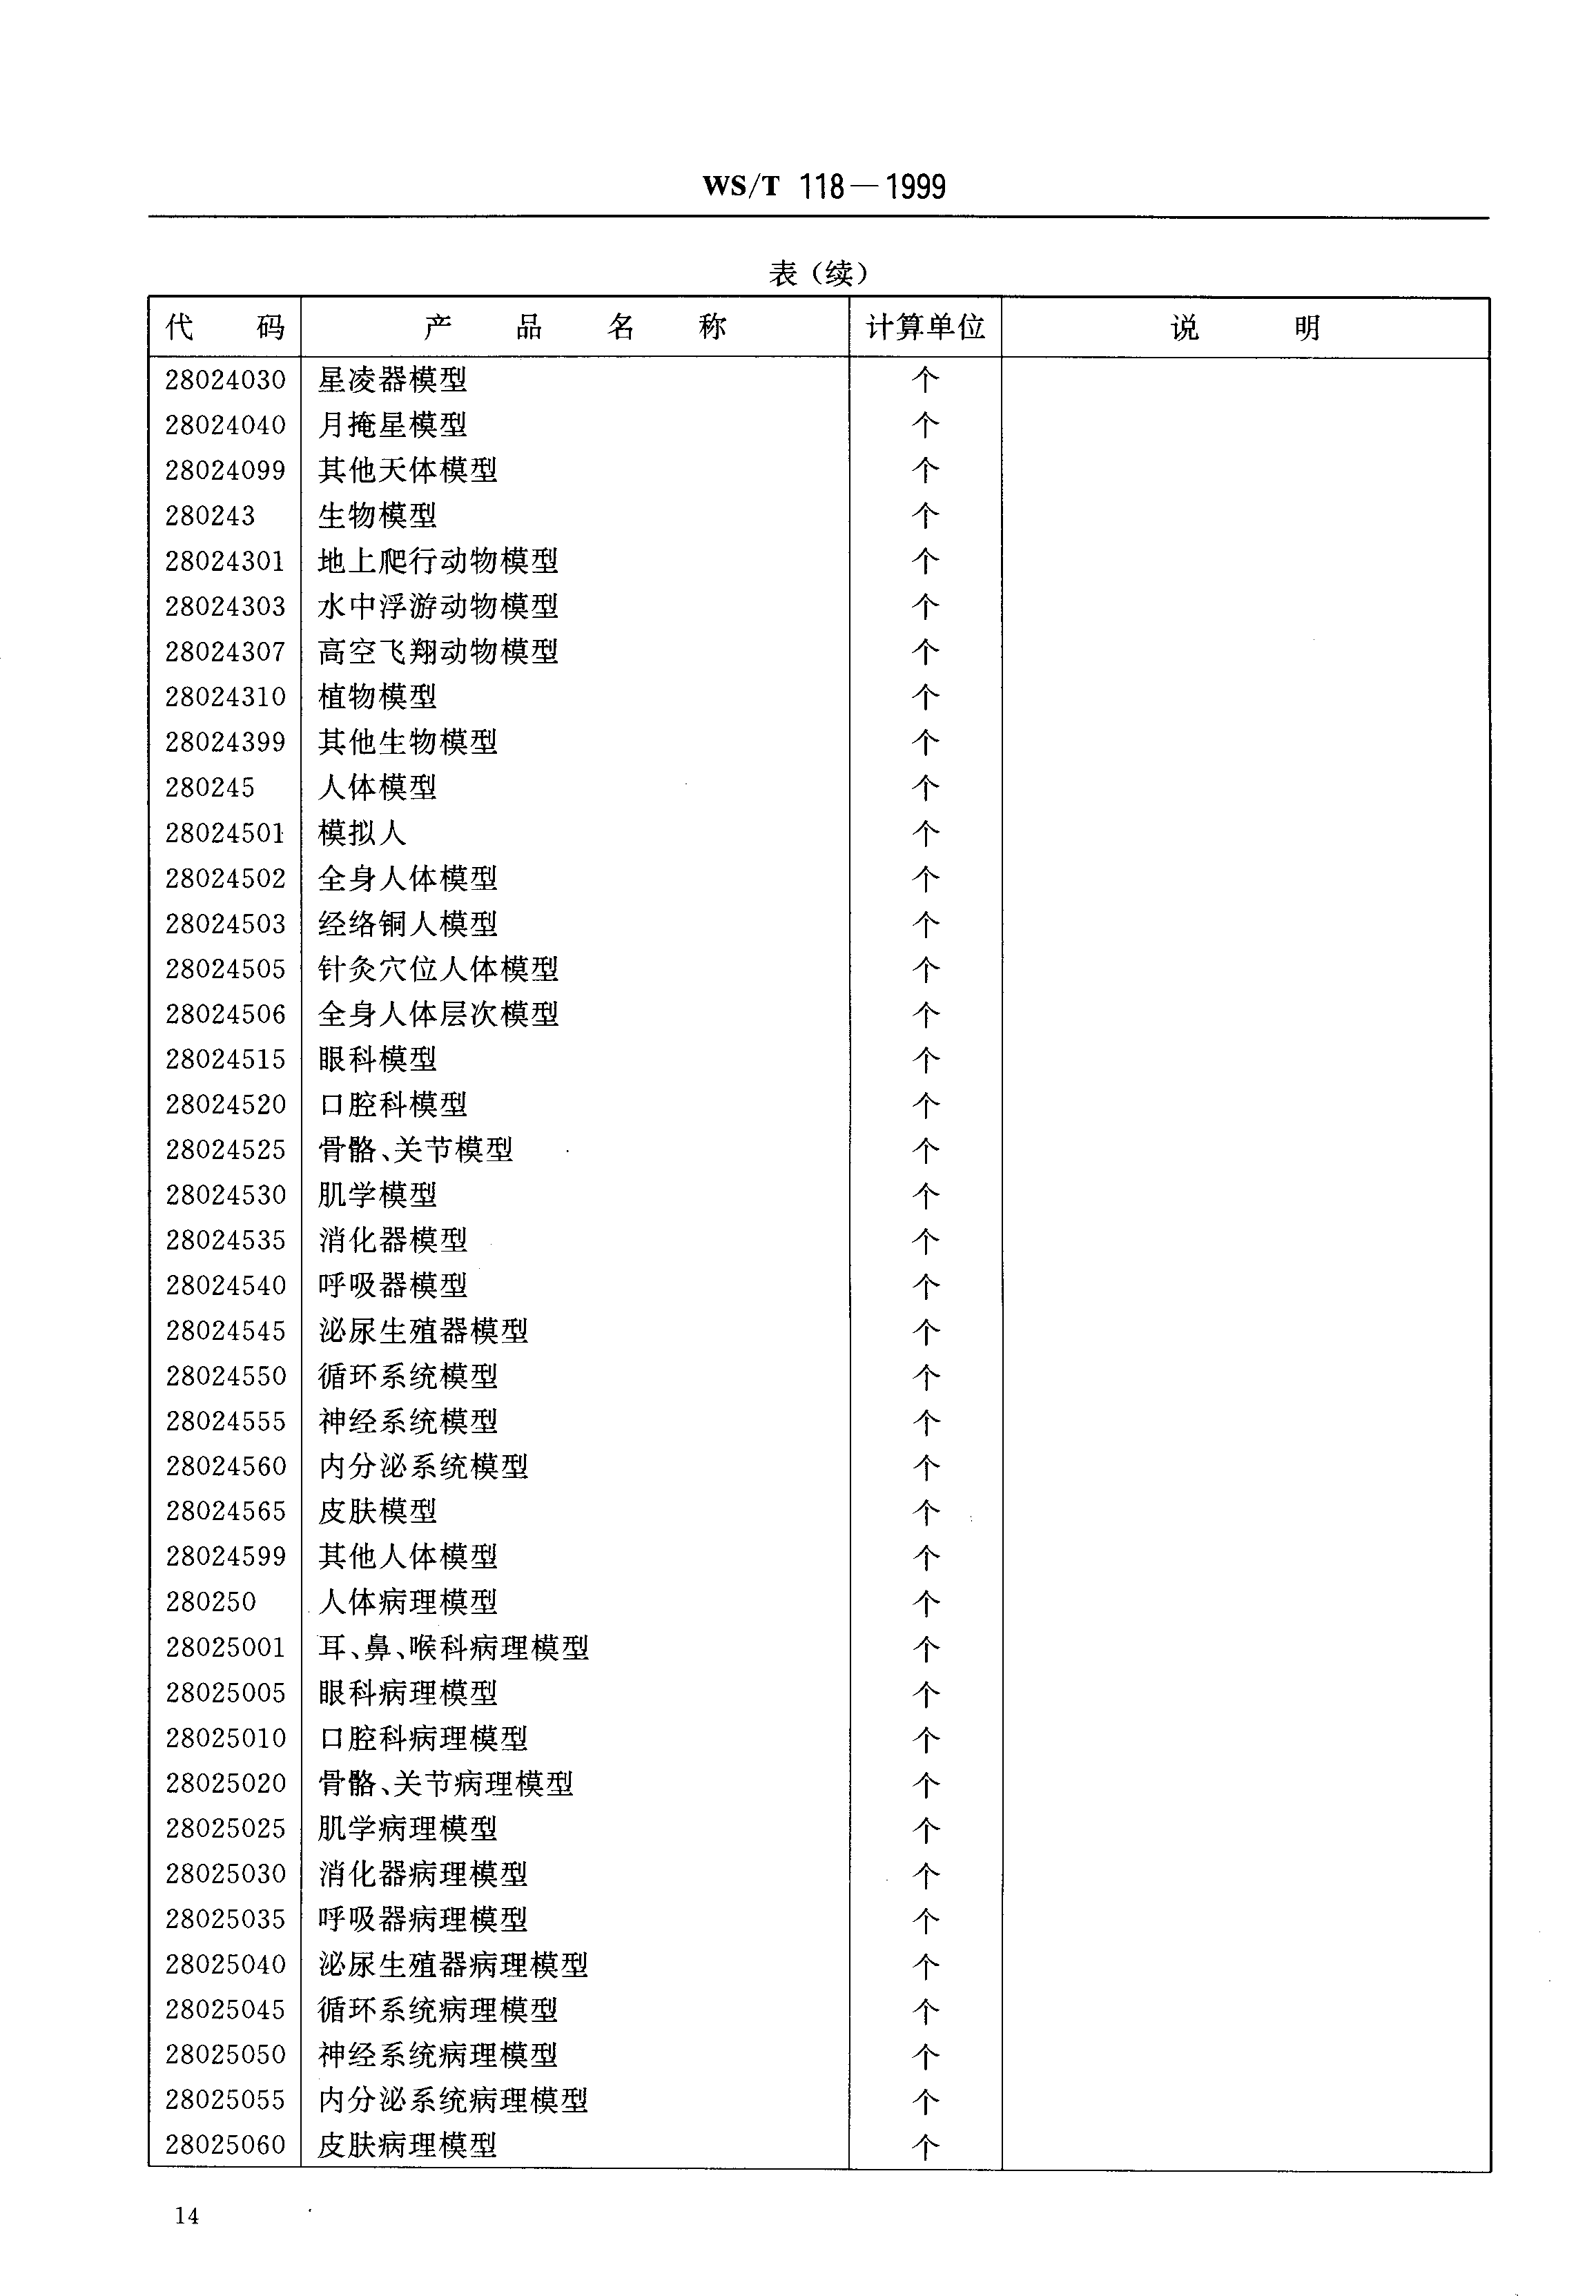 WS/T 118—1999
表（续）
代 码 产 品 名 称 计算单位 说 明
28024030 星凌器模型 个
28024040 月掩星模型 个
28024099 其他天体模型 个
280243 生物模型 个
28024301 地上爬行动物模型 个
28024303 水中浮游动物模型 个
28024307 高空飞翔动物模型 个
28024310 植物模型 个
28024399 其他生物模型 个
280245 人体模型 个
28024501 模拟人 个
28024502 全身人体模型 个
28024503 经络铜人模型 个
28024505 针灸穴位人体模型 个
28024506 全身人体层次模型 个
28024515 眼科模型 个
28024520 口腔科模型 个
28024525 骨骼、关节模型 个
28024530 肌学模型 个
28024535 消化器模型 个
28024540 呼吸器模型 个
28024545 泌尿生殖器模型 个
28024550 循环系统模型 个
28024555 神经系统模型 个
28024560 内分泌系统模型 个
28024565 皮肤模型 个
28024599 其他人体模型 个
280250 人体病理模型 个
28025001 耳、鼻、喉科病理模型 个
28025005 眼科病理模型 个
28025010 口腔科病理模型 个
28025020 骨骼、关节病理模型 个
28025025 肌学病理模型 个
28025030 消化器病理模型 个
28025035 呼吸器病理模型 个
28025040 泌尿生殖器病理模型 个
28025045 循环系统病理模型 个
28025050 神经系统病理模型 个
28025055 内分泌系统病理模型 个
28025060 皮肤病理模型 个
14